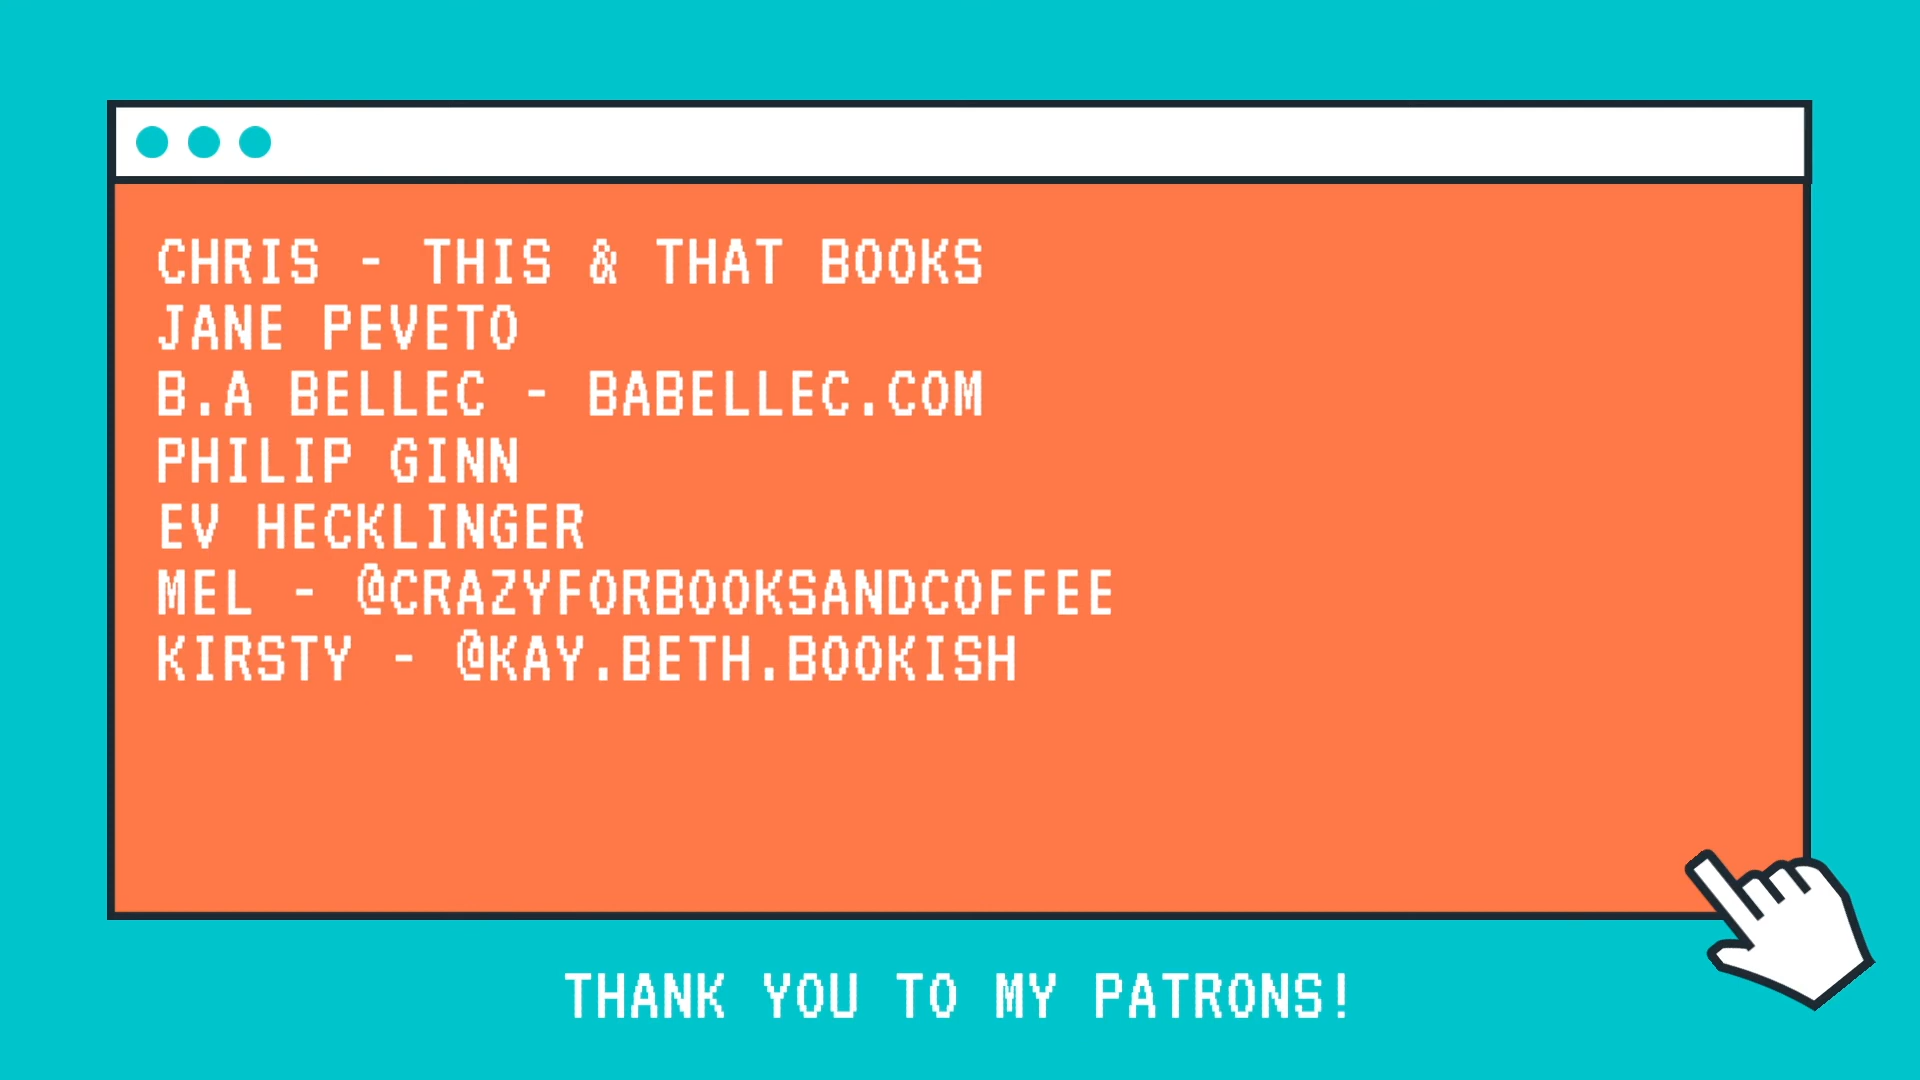 CHRIS - THIS & THAT BOOKS
JANE PEVETO
B.A BELLEC - BABELLEC.COM
PHILIP GINN
EV HECKLINGER
MEL - @CRAZYFORBOOKSANDCOFFEE
KIRSTY - @KAY.BETH.BOOKISH
THANK YOU TO MY PATRONS!